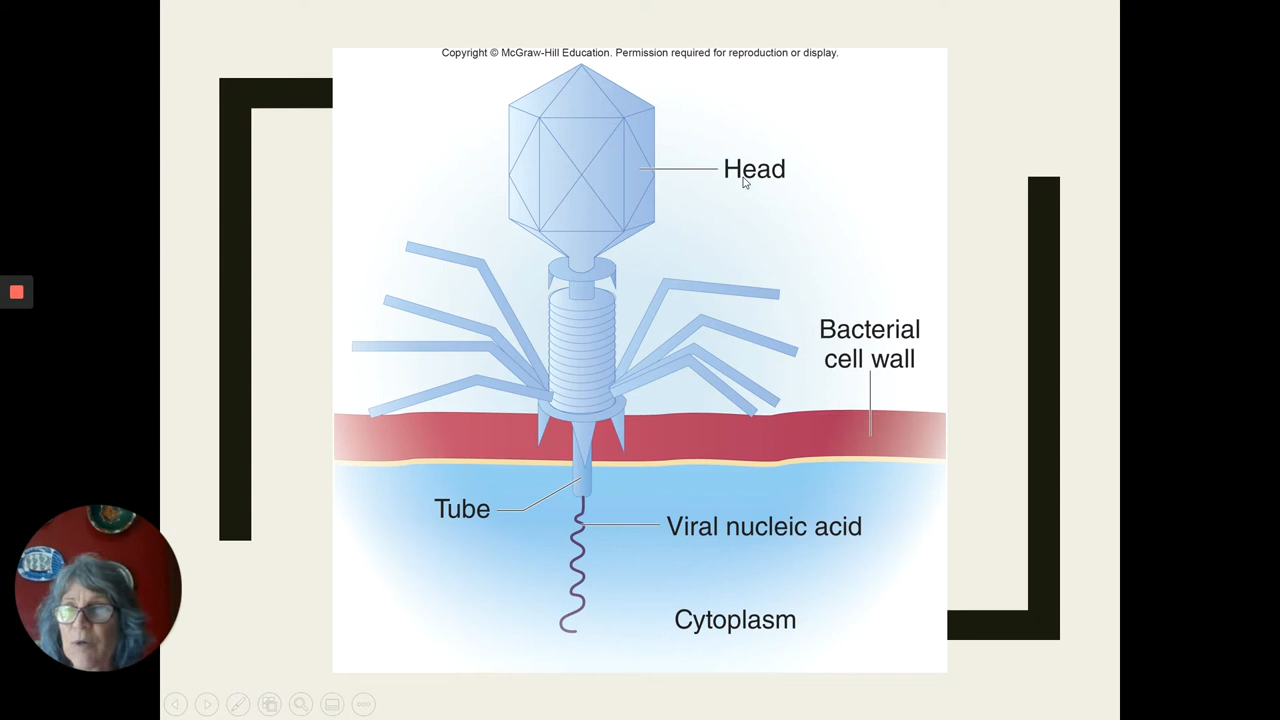 Copyright © McGraw-Hill Education. Permission required for reproduction or display.
Head
Bacterial
cell wall
Tube
Viral nucleic acid
Cytoplasm